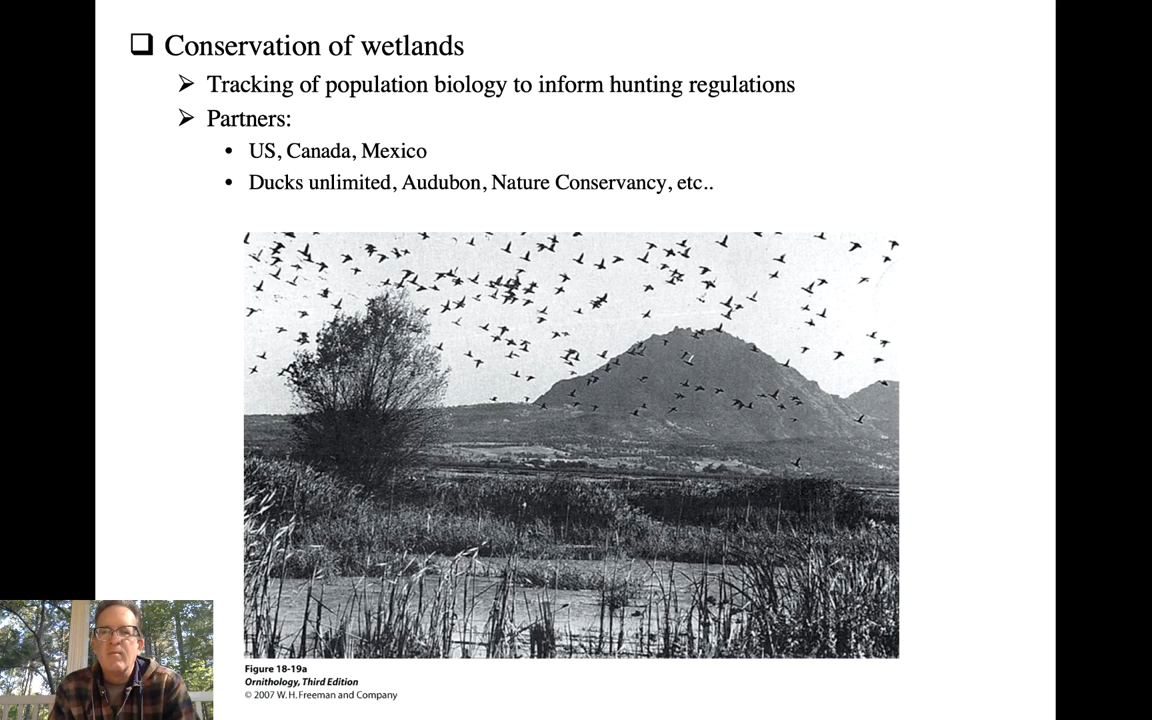 Conservation of wetlands
Tracking of population biology to inform hunting regulations
Partners:
US, Canada, Mexico
Ducks unlimited, Audubon, Nature Conservancy, etc..
Figure 18-19a
Ornithology, Third Edition
© 2007 W. H. Freeman and Company